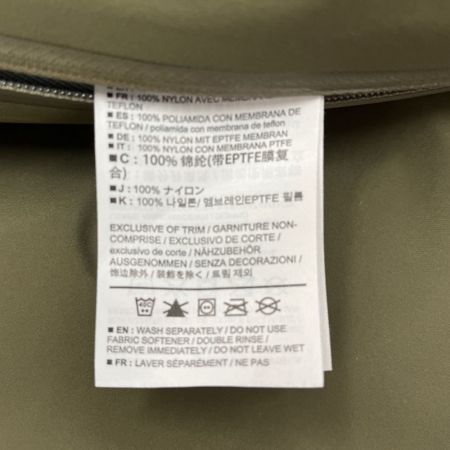 ■ FR: 100% NYLON AVEC MEMBRANE
TEFLON
■ ES: 100% POLIAMIDA CON MEMBRANA DE
TEFLON / poliamida con membrana de teflon
■ DE: 100% NYLON MIT EPTFE MEMBRAN
■ IT: 100% NYLON CON MEMBRANA PTFE
■ C: 100% 锦纶(带EPTFE膜复
合)
■ J: 100% ナイロン
■ K: 100% 나일론/ 엠브레인EPTFE 필름
EXCLUSIVE OF TRIM / GARNITURE NON-
COMPRISE / EXCLUSIVO DE CORTE /
exclusivo de corte / NÄHZUBEHÖR
AUSGENOMMEN / SENZA DECORAZIONI /
饰边除外 / 装飾を除く / 트림 제외
40C
■ EN: WASH SEPARATELY / DO NOT USE
FABRIC SOFTENER / DOUBLE RINSE /
REMOVE IMMEDIATELY / DO NOT LEAVE WET
■ FR: LAVER SÉPARÉMENT / NE PAS